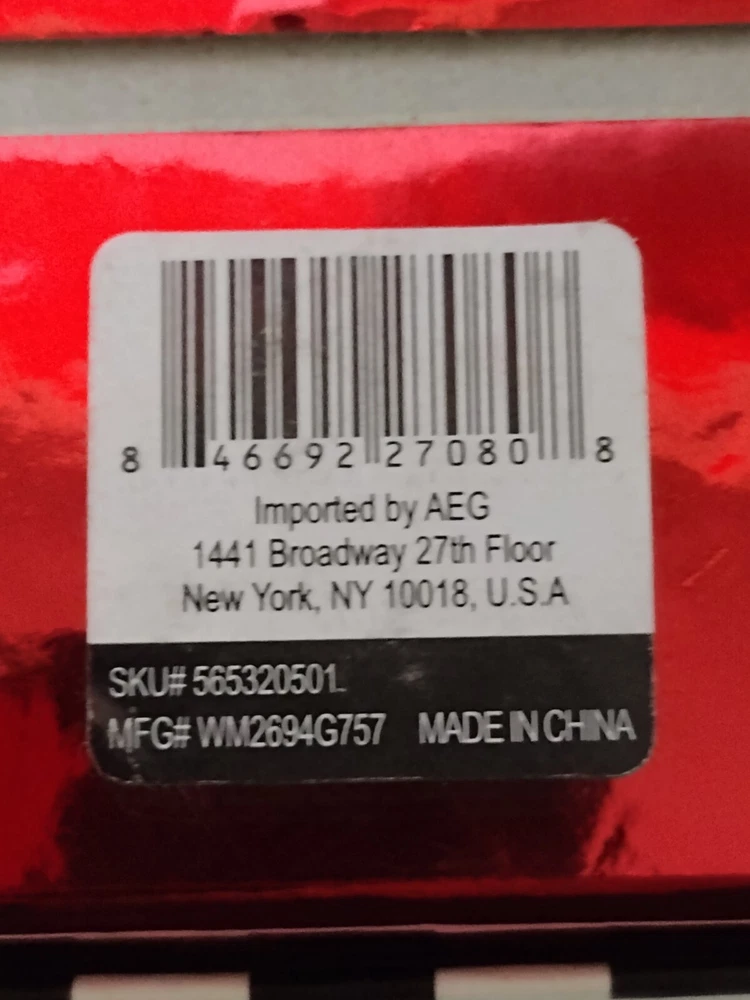 8 46692 27080 8
Imported by AEG
1441 Broadway 27th Floor
New York, NY 10018, U.S.A
SKU# 565320501
MFG# WM2694G757 MADE IN CHINA